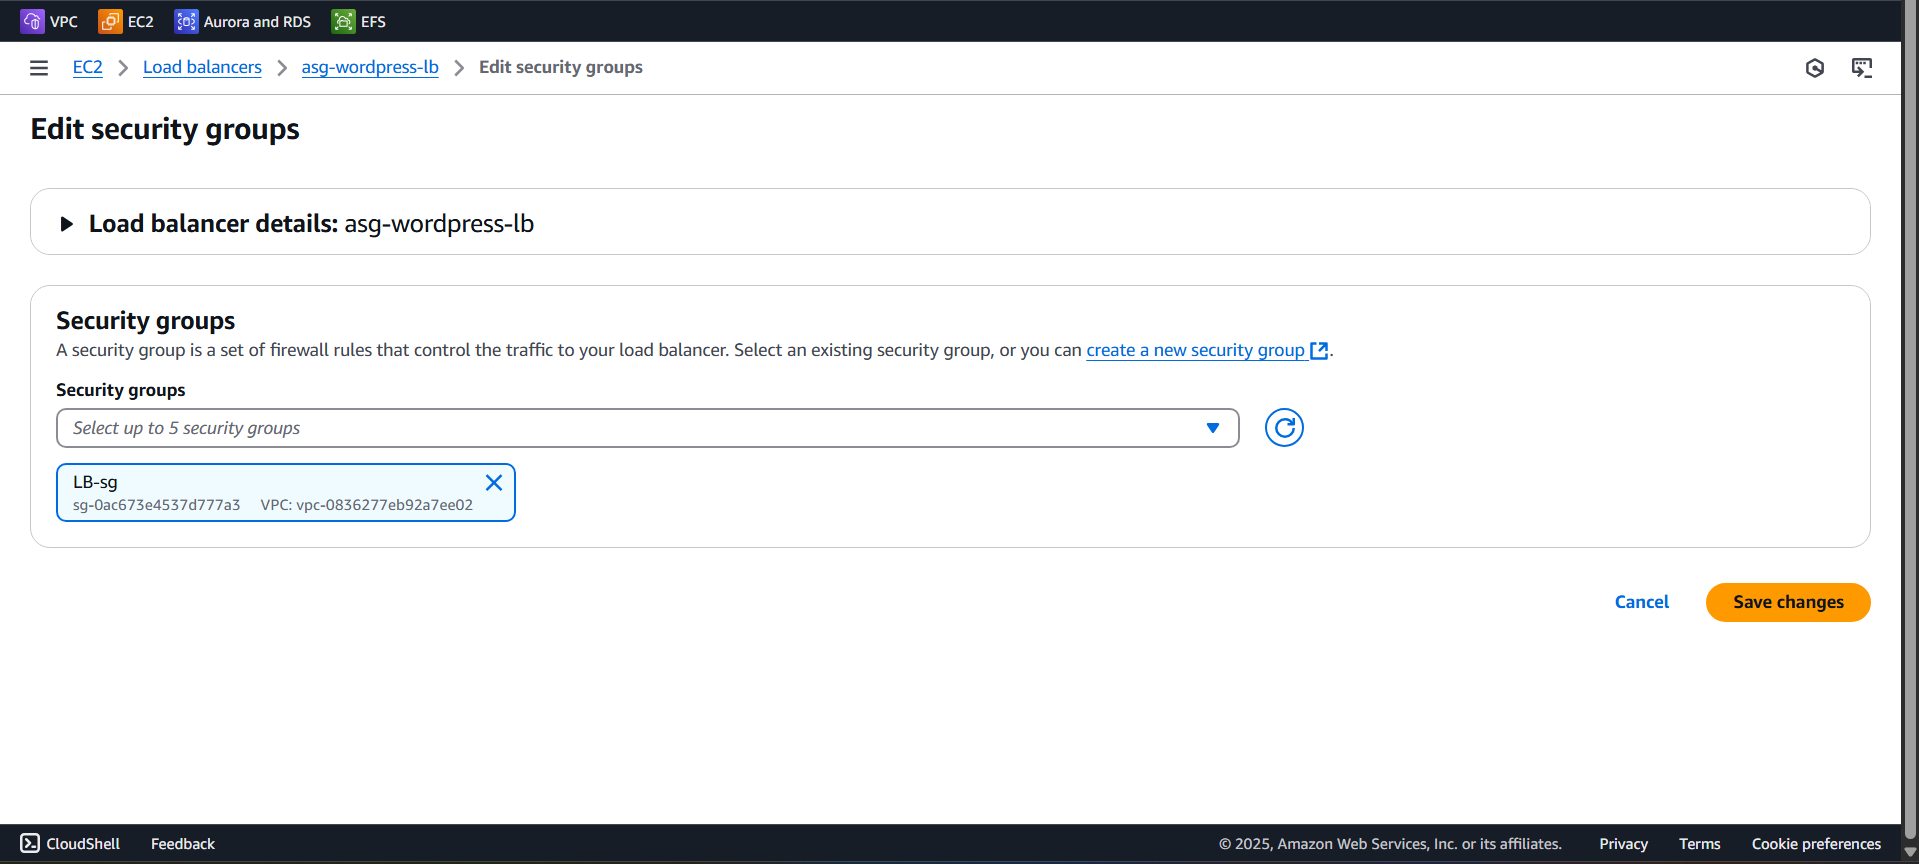 VPC EC2 Aurora and RDS EFS
EC2 Load balancers asg-wordpress-lb Edit security groups
Edit security groups
Load balancer details: asg-wordpress-lb
Security groups
A security group is a set of firewall rules that control the traffic to your load balancer. Select an existing security group, or you can create a new security group.
Security groups
Select up to 5 security groups
LB-sg
sg-0ac673e4537d777a3 VPC: vpc-0836277eb92a7ee02
Cancel Save changes
CloudShell Feedback © 2025, Amazon Web Services, Inc. or its affiliates. Privacy Terms Cookie preferences